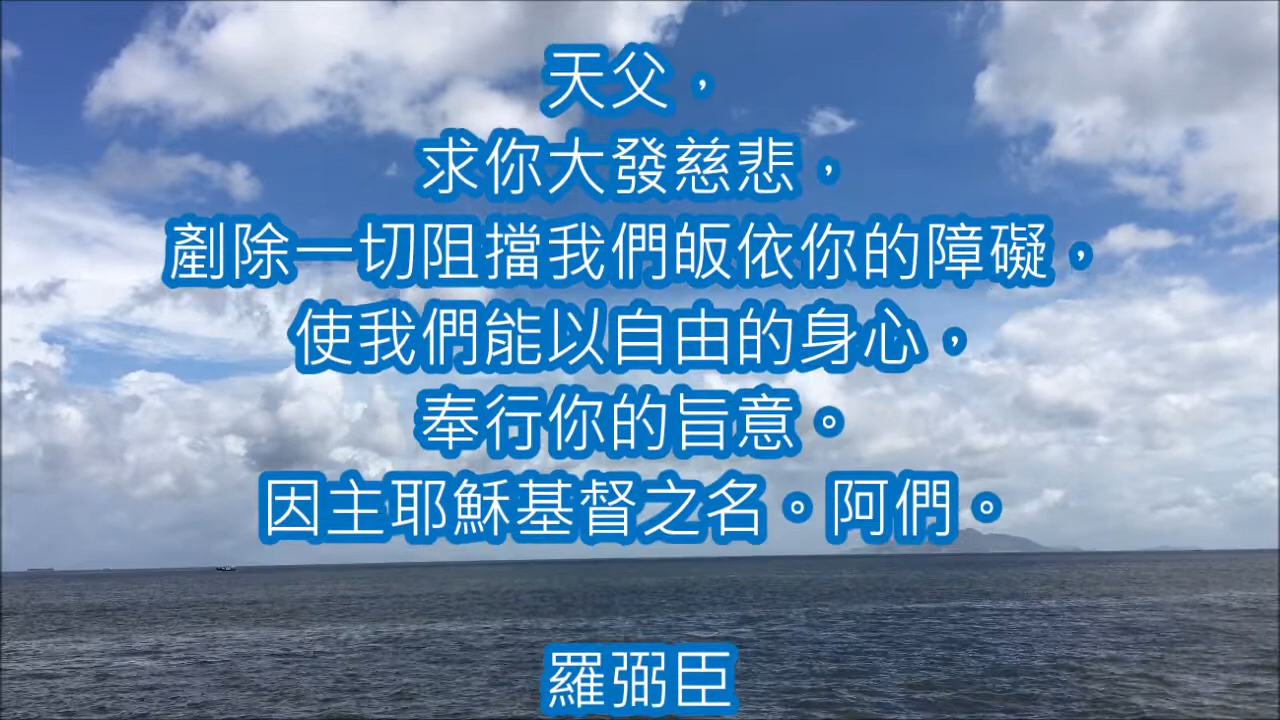 天父，
求你大發慈悲，
剷除一切阻擋我們皈依你的障礙，
使我們能以自由的身心，
奉行你的旨意。
因主耶穌基督之名。阿們。
羅弼臣